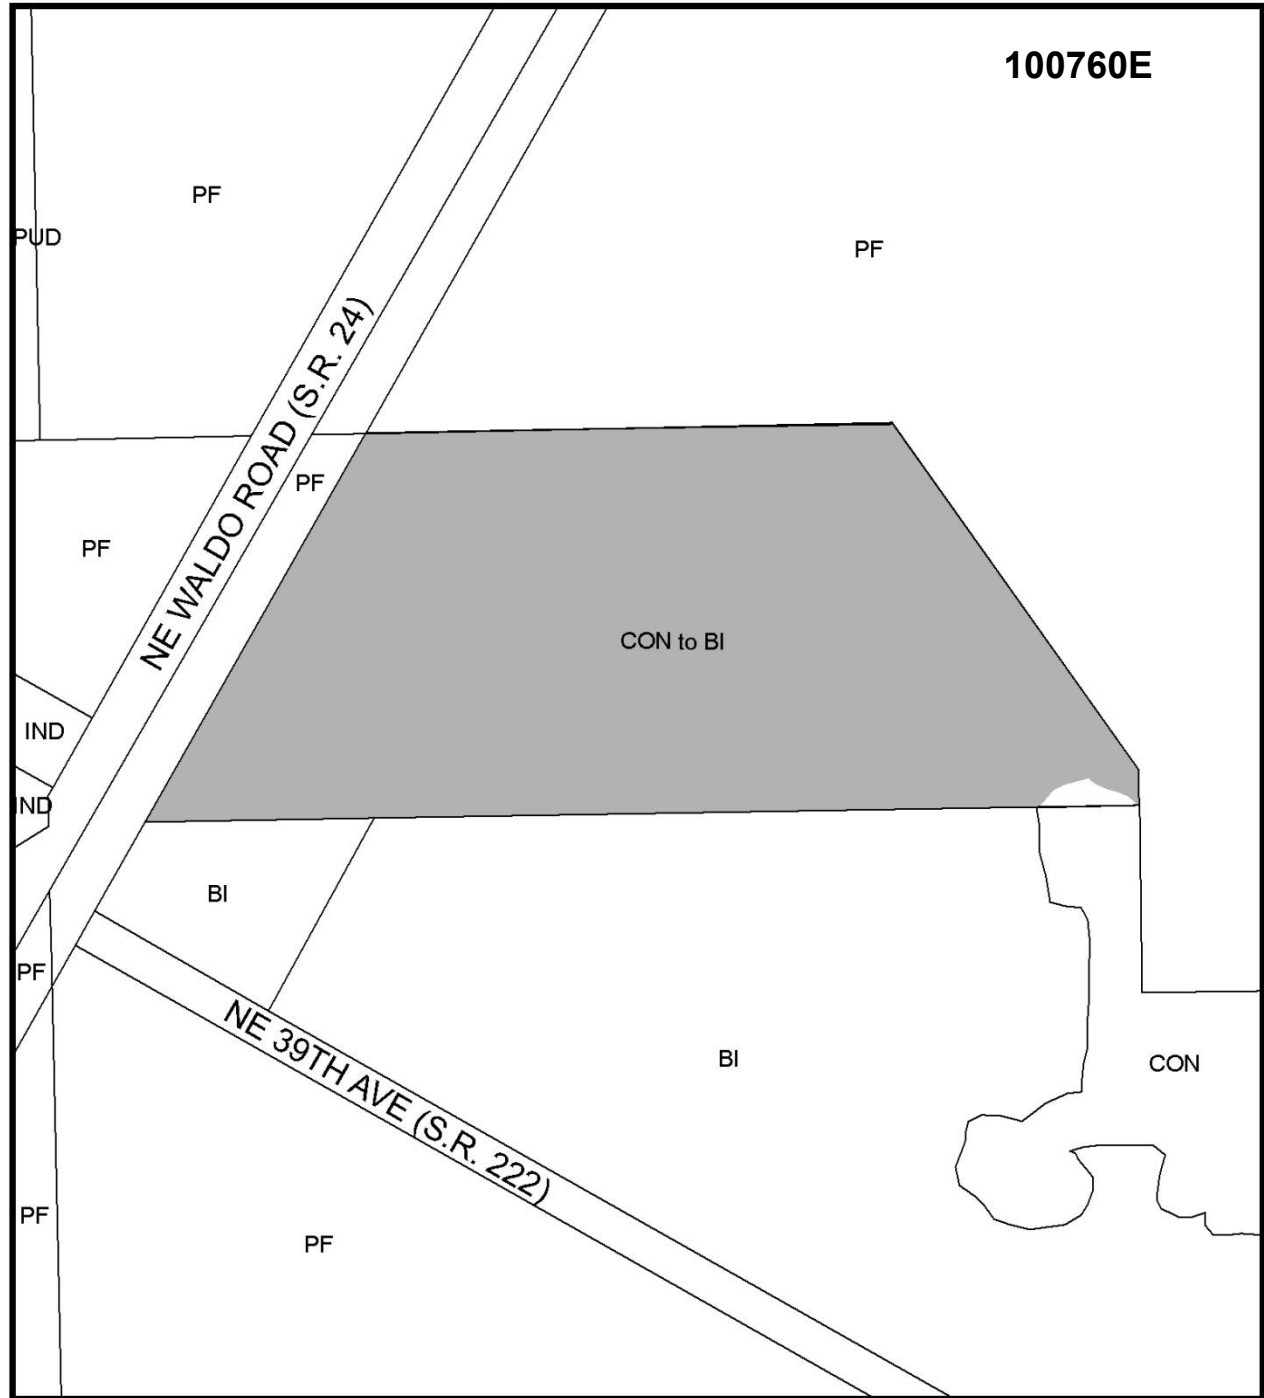 100760E
PF
PUD
PF
NE WALDO ROAD (S.R. 24)
PF
PF
CON to BI
IND
IND
BI
PF
NE 39TH AVE (S.R. 222)
BI
CON
PF
PF